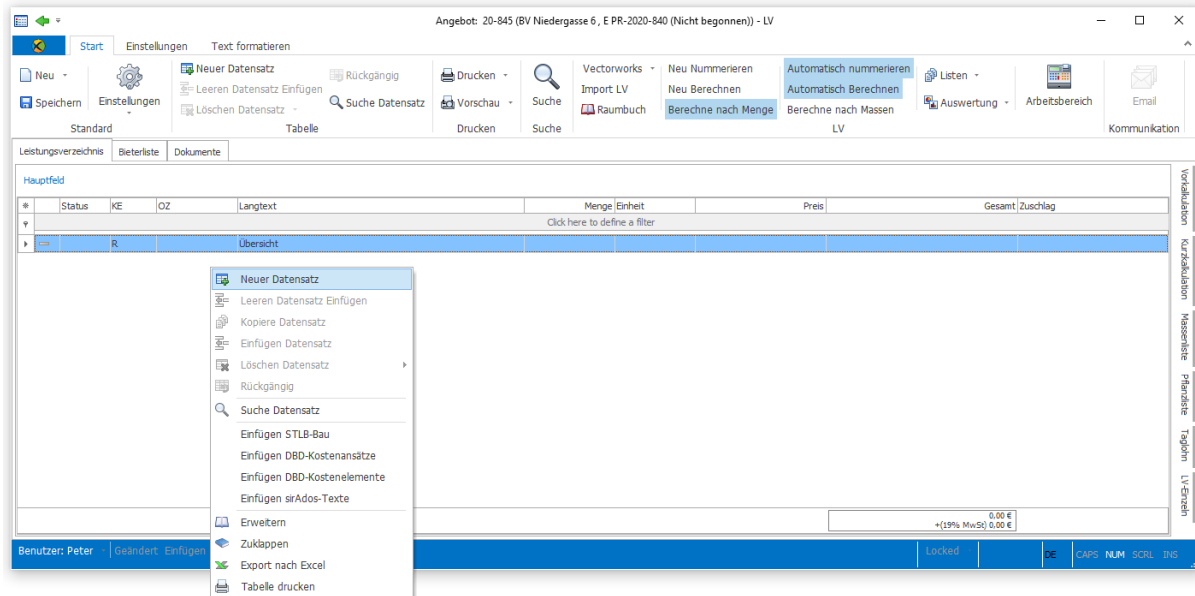 Angebot: 20-845 (BV Niedergasse 6 , E PR-2020-840 (Nicht begonnen)) - LV
Start Einstellungen Text formatieren
Neu
Speichern
Einstellungen
Standard
Neuer Datensatz
Leeren Datensatz Einfügen
Löschen Datensatz
Rückgängig
Suche Datensatz
Tabelle
Drucken
Vorschau
Drucken
Suche
Suche
Vectorworks
Import LV
Raumbuch
Neu Nummerieren
Neu Berechnen
Berechne nach Menge
Automatisch nummerieren
Automatisch Berechnen
Berechne nach Massen
Listen
Auswertung
Arbeitsbereich
LV
Email
Kommunikation
Leistungsverzeichnis Bieterliste Dokumente
Hauptfeld
Status KE OZ Langtext Menge Einheit Preis Gesamt Zuschlag
Click here to define a filter
R Übersicht
Neuer Datensatz
Leeren Datensatz Einfügen
Kopiere Datensatz
Einfügen Datensatz
Löschen Datensatz
Rückgängig
Suche Datensatz
Einfügen STLB-Bau
Einfügen DBD-Kostenansätze
Einfügen DBD-Kostenelemente
Einfügen sirAdos-Texte
Erweitern
Zuklappen
Export nach Excel
Tabelle drucken
0,00 €
+(19% MwSt) 0,00 €
Vorkalkulation
Kurzkalkulation
Massenliste
Pflanzliste
Taglohn
LV-Einzeln
Benutzer: Peter Geändert Einfügen Locked DE CAPS NUM SCRL INS